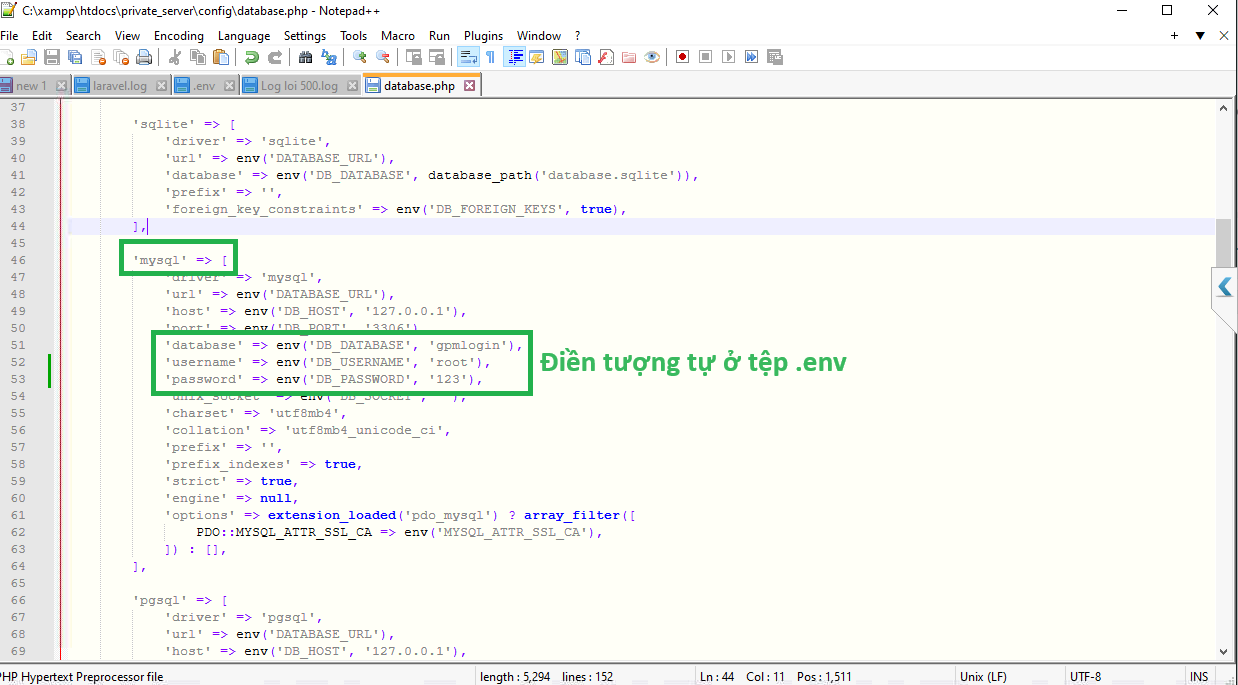 C:\xampp\htdocs\private_server\config\database.php - Notepad++
File Edit Search View Encoding Language Settings Tools Macro Run Plugins Window ?
new 1 laravel.log .env Log loi 500.log database.php
37
38 'sqlite' => [
39 'driver' => 'sqlite',
40 'url' => env('DATABASE_URL'),
41 'database' => env('DB_DATABASE', database_path('database.sqlite')),
42 'prefix' => '',
43 'foreign_key_constraints' => env('DB_FOREIGN_KEYS', true),
44 ],
45
46 'mysql' => [
47 'driver' => 'mysql',
48 'url' => env('DATABASE_URL'),
49 'host' => env('DB_HOST', '127.0.0.1'),
50 'port' => env('DB_PORT', '3306'),
51 'database' => env('DB_DATABASE', 'gpmlogin'),
52 'username' => env('DB_USERNAME', 'root'),
53 'password' => env('DB_PASSWORD', '123'),
Điền tượng tự ở tệp .env
54 'unix_socket' => env('DB_SOCKET', ''),
55 'charset' => 'utf8mb4',
56 'collation' => 'utf8mb4_unicode_ci',
57 'prefix' => '',
58 'prefix_indexes' => true,
59 'strict' => true,
60 'engine' => null,
61 'options' => extension_loaded('pdo_mysql') ? array_filter([
62 PDO::MYSQL_ATTR_SSL_CA => env('MYSQL_ATTR_SSL_CA'),
63 ]) : [],
64 ],
65
66 'pgsql' => [
67 'driver' => 'pgsql',
68 'url' => env('DATABASE_URL'),
69 'host' => env('DB_HOST', '127.0.0.1'),
PHP Hypertext Preprocessor file length : 5,294 lines : 152 Ln : 44 Col : 11 Pos : 1,511 Unix (LF) UTF-8 INS